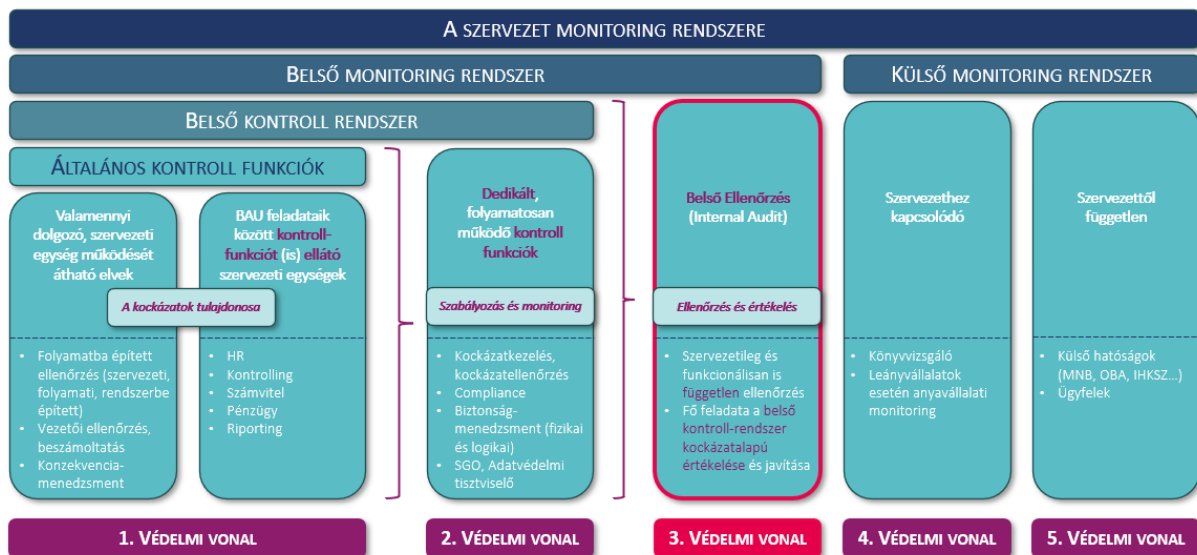 A SZERVEZET MONITORING RENDSZERE
BELSŐ MONITORING RENDSZER
KÜLSŐ MONITORING RENDSZER
BELSŐ KONTROLL RENDSZER
ÁLTALÁNOS KONTROLL FUNKCIÓK
Valamennyi
dolgozó, szervezeti
egység működését
átható elvek
BAU feladataik
között kontroll-
funkciót (is) ellátó
szervezeti egységek
A kockázatok tulajdonosa
• Folyamatba épített
ellenőrzés (szervezeti,
folyamati, rendszerbe
épített)
• Vezetői ellenőrzés,
beszámoltatás
• Konzekvencia-
menedzsment
• HR
• Kontrolling
• Számvitel
• Pénzügy
• Riporting
Dedikált,
folyamatosan
működő kontroll
funkciók
Szabályozás és monitoring
• Kockázatkezelés,
kockázatellenőrzés
• Compliance
• Biztonság-
menedzsment (fizikai
és logikai)
• SGO, Adatvédelmi
tisztviselő
Belső Ellenőrzés
(Internal Audit)
Ellenőrzés és értékelés
• Szervezetileg és
funkcionálisan is
független ellenőrzés
• Fő feladata a belső
kontroll-rendszer
kockázatalapú
értékelése és javítása
Szervezethez
kapcsolódó
• Könyvvizsgáló
• Leányvállalatok
esetén anyavállalati
monitoring
Szervezettől
független
• Külső hatóságok
(MNB, OBA, IHKSZ...)
• Ügyfelek
1. VÉDELMI VONAL
2. VÉDELMI VONAL
3. VÉDELMI VONAL
4. VÉDELMI VONAL
5. VÉDELMI VONAL